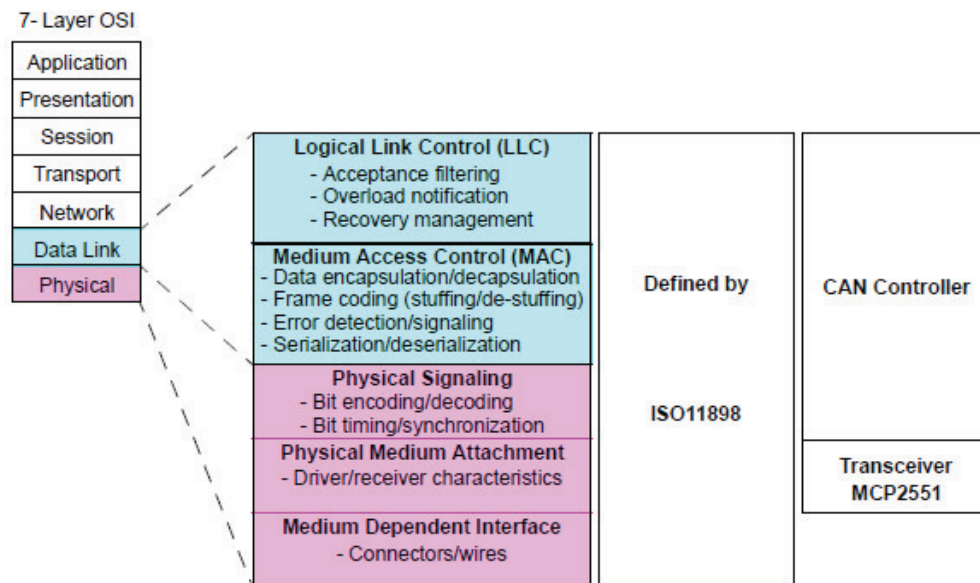 7- Layer OSI
Application
Presentation
Session
Transport
Network
Data Link
Physical
Logical Link Control (LLC)
- Acceptance filtering
- Overload notification
- Recovery management
Medium Access Control (MAC)
- Data encapsulation/decapsulation
- Frame coding (stuffing/de-stuffing)
- Error detection/signaling
- Serialization/deserialization
Physical Signaling
- Bit encoding/decoding
- Bit timing/synchronization
Physical Medium Attachment
- Driver/receiver characteristics
Medium Dependent Interface
- Connectors/wires
Defined by
ISO11898
CAN Controller
Transceiver
MCP2551